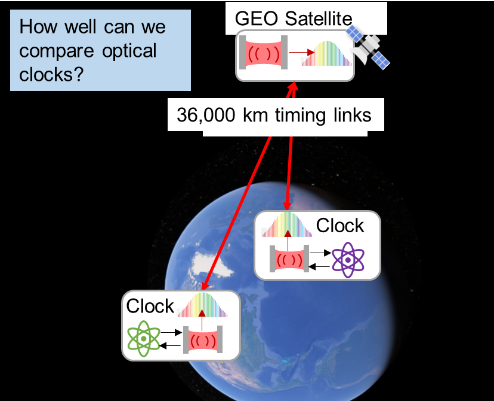 How well can we
compare optical
clocks?
GEO Satellite
36,000 km timing links
Clock
Clock